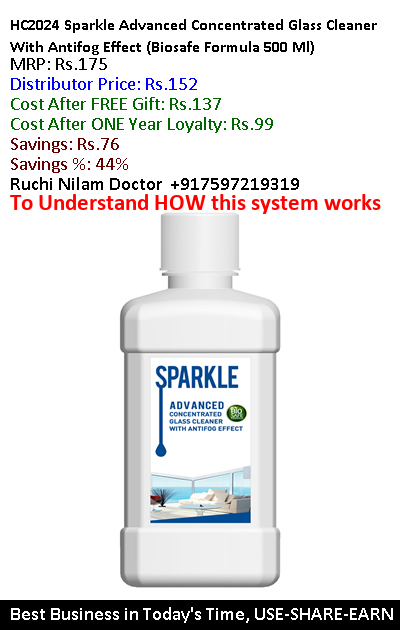 HC2024 Sparkle Advanced Concentrated Glass Cleaner
With Antifog Effect (Biosafe Formula 500 Ml)
MRP: Rs.175
Distributor Price: Rs.152
Cost After FREE Gift: Rs.137
Cost After ONE Year Loyalty: Rs.99
Savings: Rs.76
Savings %: 44%
Ruchi Nilam Doctor +917597219319
To Understand HOW this system works
SPARKLE
ADVANCED
CONCENTRATED
GLASS CLEANER
WITH ANTIFOG EFFECT
Bio
Best Business in Today's Time, USE-SHARE-EARN